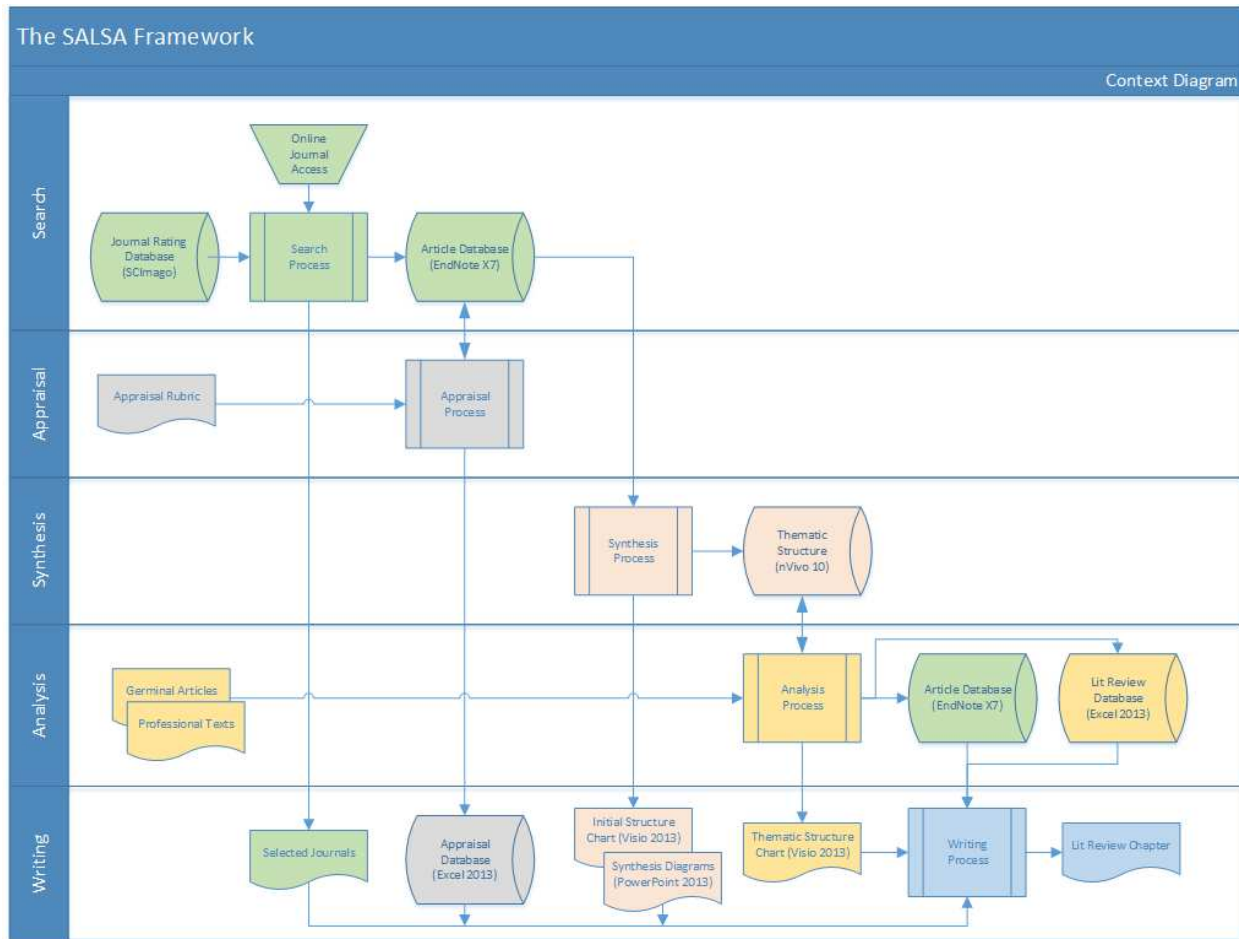 The SALSA Framework
Context Diagram
Search
Online
Journal
Access
Journal Rating
Database
(SCImago)
Search
Process
Article Database
(EndNote X7)
Appraisal
Appraisal Rubric
Appraisal
Process
Synthesis
Synthesis
Process
Thematic
Structure
(nVivo 10)
Analysis
Germinal Articles
Professional Texts
Analysis
Process
Article Database
(EndNote X7)
Lit Review
Database
(Excel 2013)
Writing
Selected Journals
Appraisal
Database
(Excel 2013)
Initial Structure
Chart (Visio 2013)
Synthesis Diagrams
(PowerPoint 2013)
Thematic Structure
Chart (Visio 2013)
Writing
Process
Lit Review Chapter